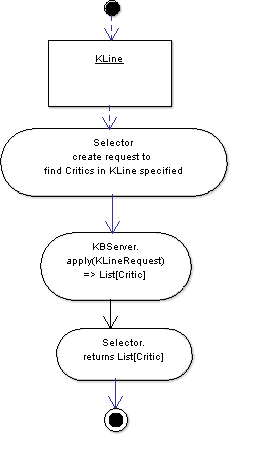 KLine
Selector
create request to
find Critics in KLine specified
KBServer.
apply(KLineRequest)
=> List[Critic]
Selector.
returns List[Critic]